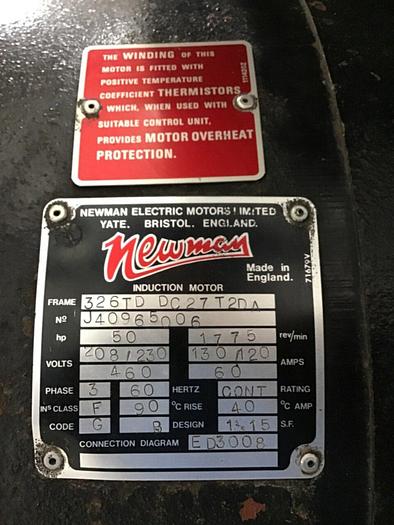 THE WINDING OF THIS
MOTOR IS FITTED WITH
POSITIVE TEMPERATURE
COEFFICIENT THERMISTORS
WHICH, WHEN USED WITH
SUITABLE CONTROL UNIT,
PROVIDES MOTOR OVERHEAT
PROTECTION.
NEWMAN ELECTRIC MOTORS LIMITED
YATE, BRISTOL, ENGLAND.
Newman
Made in
England.
71679V
INDUCTION MOTOR
FRAME 326TD DC27T2DA
Nº J40965006
hp 50 1775 rev/min
208/230 130/120
VOLTS AMPS
460 60
PHASE 3 60 HERTZ CONT RATING
INS CLASS F 90 °C RISE 40 °C AMP
CODE G B DESIGN 1.15 S.F.
CONNECTION DIAGRAM ED3008